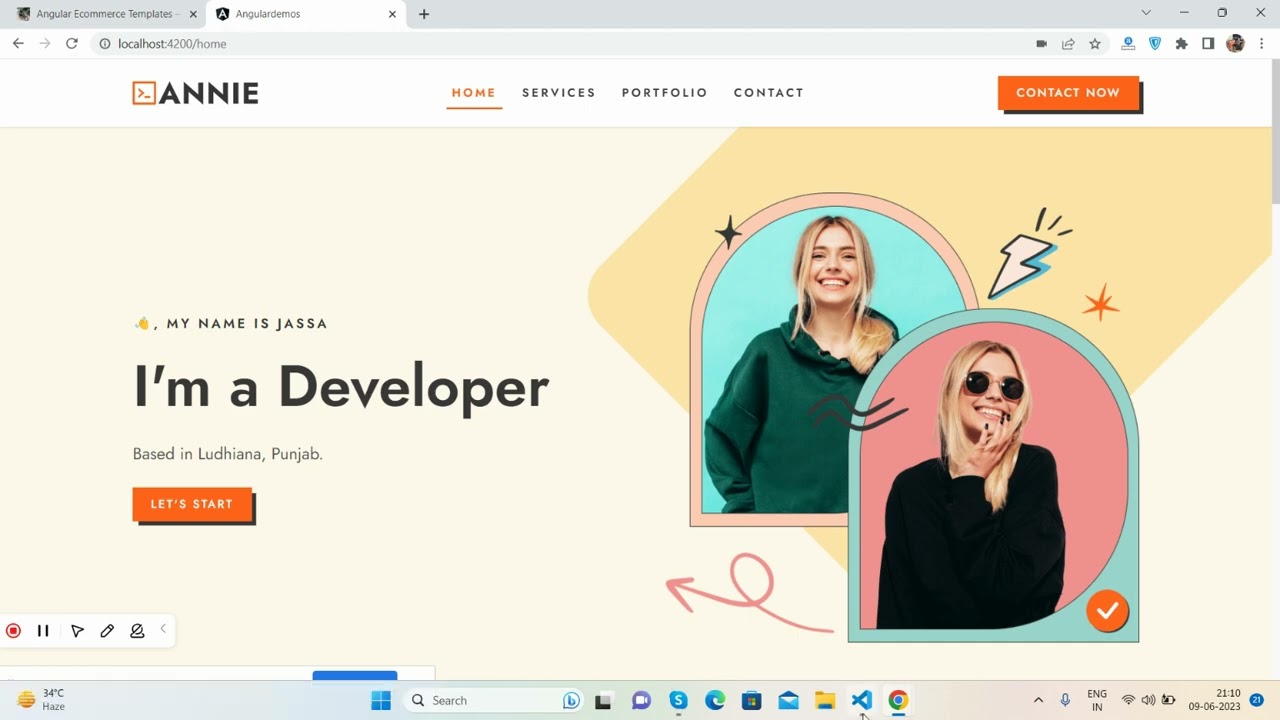 Angular Ecommerce Templates –
Angulardemos
localhost:4200/home
ANNIE
HOME
SERVICES
PORTFOLIO
CONTACT
CONTACT NOW
👋, MY NAME IS JASSA
I'm a Developer
Based in Ludhiana, Punjab.
LET'S START
34°C
Haze
Search
ENG
IN
21:10
09-06-2023
21